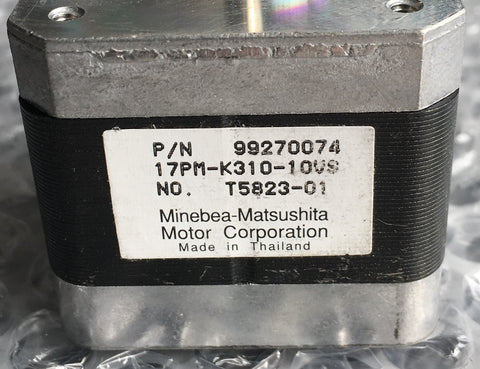 P/N 99270074
17PM-K310-10VS
NO. T5823-01
Minebea-Matsushita
Motor Corporation
Made in Thailand